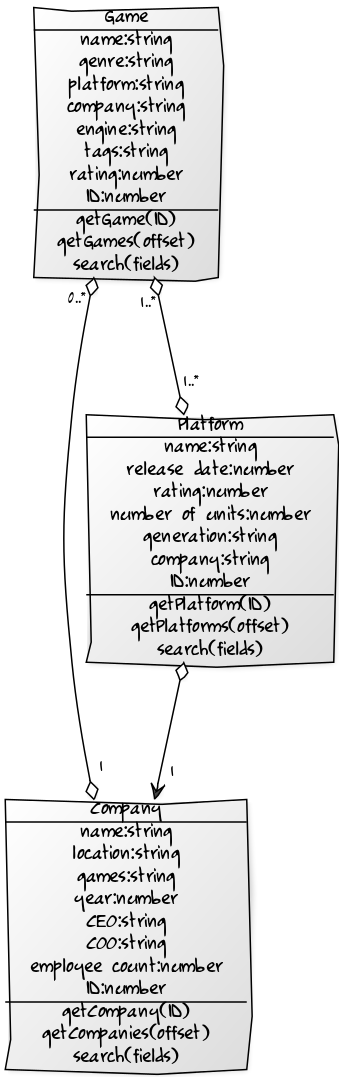 Game
name:string
genre:string
platform:string
company:string
engine:string
tags:string
rating:number
ID:number
getGame(ID)
getGames(offset)
search(fields)
0..*
1..*
1..*
Platform
name:string
release date:number
rating:number
number of units:number
generation:string
company:string
ID:number
getPlatform(ID)
getPlatforms(offset)
search(fields)
1
1
Company
name:string
location:string
games:string
year:number
CEO:string
COO:string
employee count:number
ID:number
getCompany(ID)
getCompanies(offset)
search(fields)